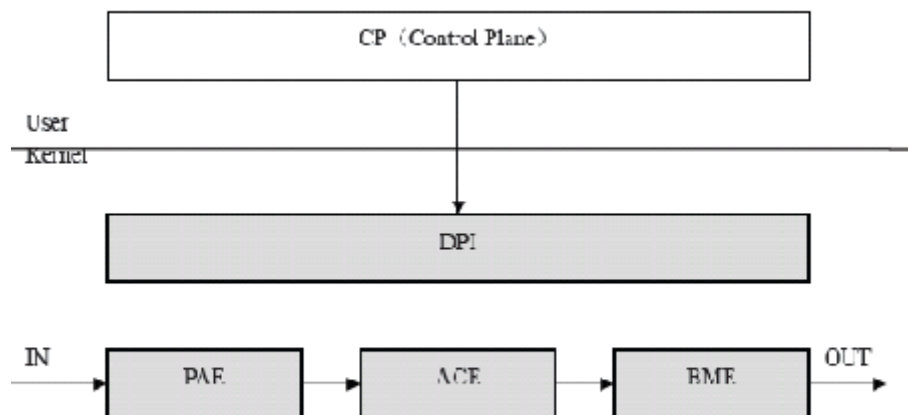 CP（Control Plane）
User
Kernel
DPI
IN
PAE
ACE
BME
OUT